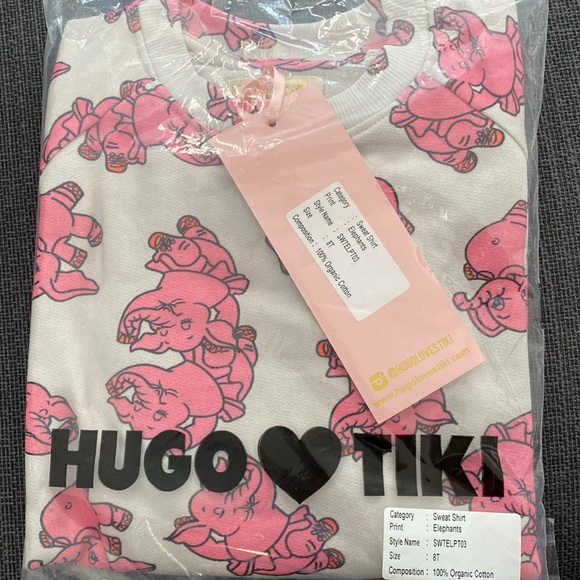 Category : Sweat Shirt
Print : Elephants
Style Name : SWTELPT03
Size : 8T
Composition : 100% Organic Cotton
@HUGOLOVESTIKI
www.hugolovestiki.com
HUGO ♥ TIKI
Category : Sweat Shirt
Print : Elephants
Style Name : SWTELPT03
Size : 8T
Composition : 100% Organic Cotton